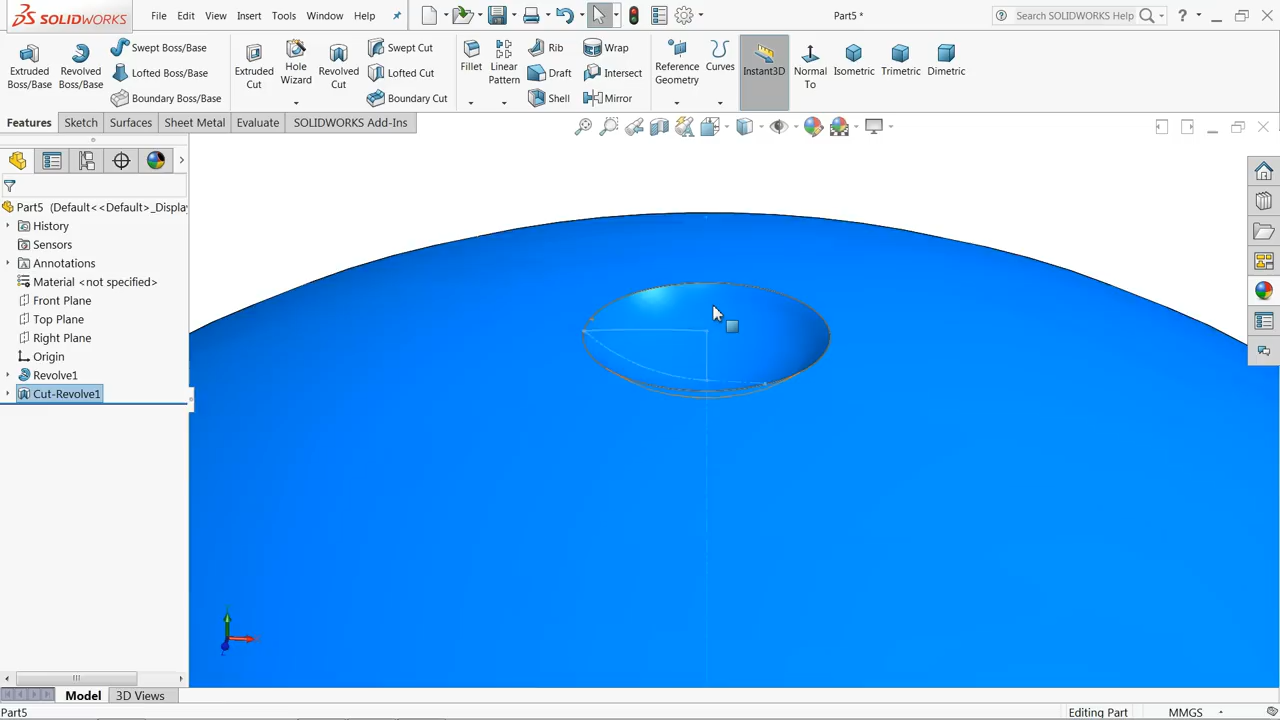 SOLIDWORKS
File Edit View Insert Tools Window Help
Part5 *
Search SOLIDWORKS Help
Extruded Boss/Base
Revolved Boss/Base
Swept Boss/Base
Lofted Boss/Base
Boundary Boss/Base
Extruded Cut
Hole Wizard
Revolved Cut
Swept Cut
Lofted Cut
Boundary Cut
Fillet
Linear Pattern
Rib
Draft
Shell
Wrap
Intersect
Mirror
Reference Geometry
Curves
Instant3D
Normal To
Isometric
Trimetric
Dimetric
Features Sketch Surfaces Sheet Metal Evaluate SOLIDWORKS Add-Ins
Part5 (Default<<Default>_Displa
History
Sensors
Annotations
Material <not specified>
Front Plane
Top Plane
Right Plane
Origin
Revolve1
Cut-Revolve1
Model 3D Views
Part5 Editing Part MMGS